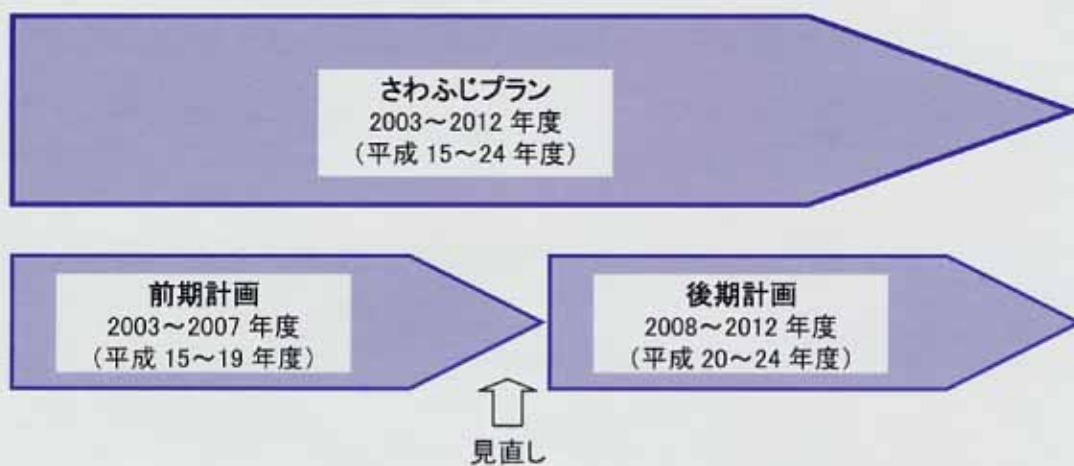 さわふじプラン
2003～2012 年度
（平成 15～24 年度）
前期計画
2003～2007 年度
（平成 15～19 年度）
後期計画
2008～2012 年度
（平成 20～24 年度）
見直し